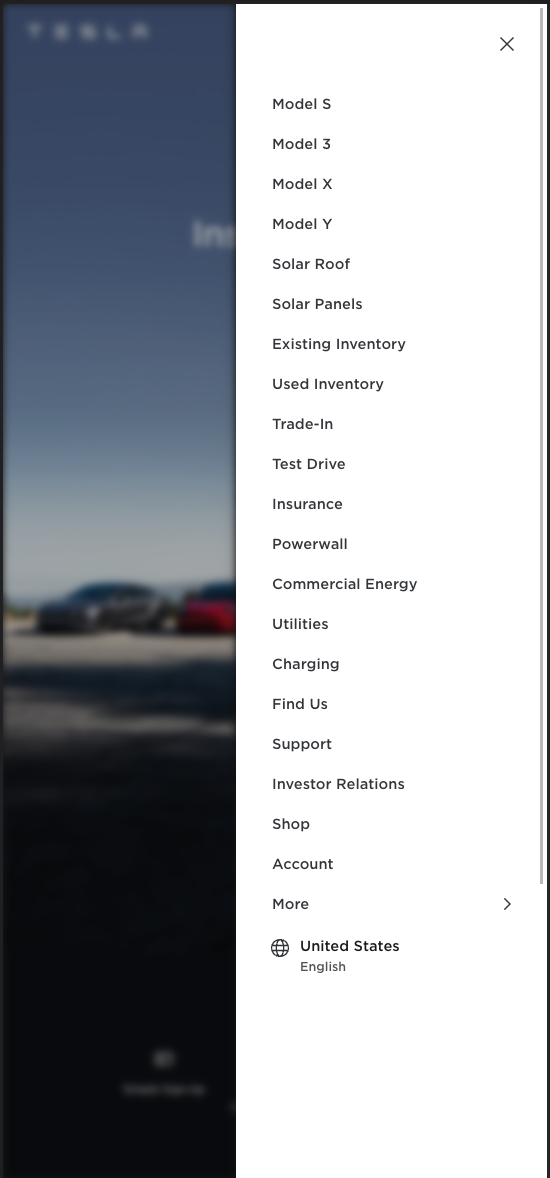 TESLA
Ins
Model S
Model 3
Model X
Model Y
Solar Roof
Solar Panels
Existing Inventory
Used Inventory
Trade-In
Test Drive
Insurance
Powerwall
Commercial Energy
Utilities
Charging
Find Us
Support
Investor Relations
Shop
Account
More
United States
English